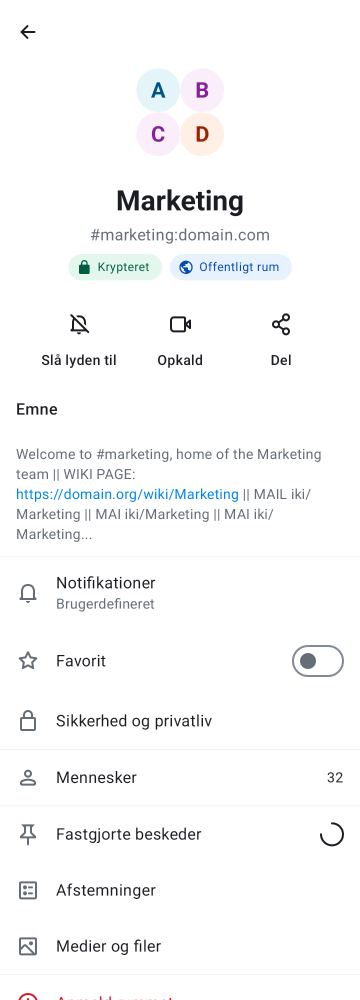 A B
C D
Marketing
#marketing:domain.com
Krypteret Offentligt rum
Slå lyden til Opkald Del
Emne
Welcome to #marketing, home of the Marketing
team || WIKI PAGE:
https://domain.org/wiki/Marketing || MAIL iki/
Marketing || MAI iki/Marketing || MAI iki/
Marketing...
Notifikationer
Brugerdefineret
Favorit
Sikkerhed og privatliv
Mennesker 32
Fastgjorte beskeder
Afstemninger
Medier og filer